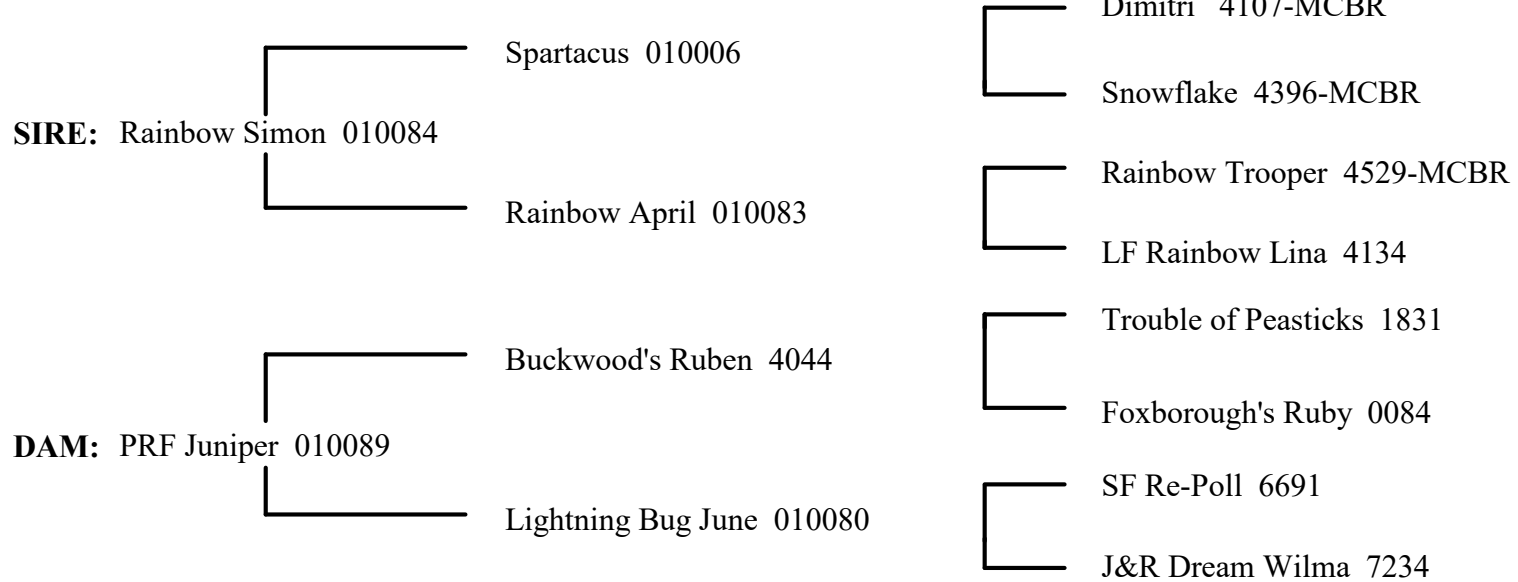 Dimitri 4107-MCBR
Spartacus 010006
Snowflake 4396-MCBR
SIRE: Rainbow Simon 010084
Rainbow Trooper 4529-MCBR
Rainbow April 010083
LF Rainbow Lina 4134
Trouble of Peasticks 1831
Buckwood's Ruben 4044
Foxborough's Ruby 0084
DAM: PRF Juniper 010089
SF Re-Poll 6691
Lightning Bug June 010080
J&R Dream Wilma 7234